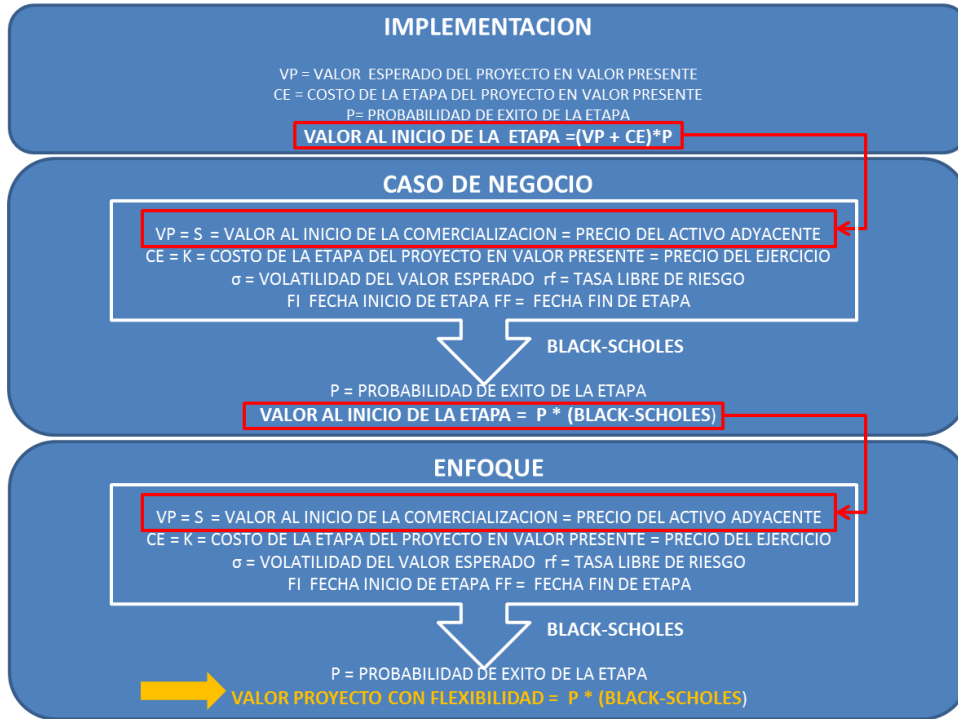 IMPLEMENTACION
VP = VALOR ESPERADO DEL PROYECTO EN VALOR PRESENTE
CE = COSTO DE LA ETAPA DEL PROYECTO EN VALOR PRESENTE
P= PROBABILIDAD DE EXITO DE LA ETAPA
VALOR AL INICIO DE LA ETAPA =(VP + CE)*P
CASO DE NEGOCIO
VP = S = VALOR AL INICIO DE LA COMERCIALIZACION = PRECIO DEL ACTIVO ADYACENTE
CE = K = COSTO DE LA ETAPA DEL PROYECTO EN VALOR PRESENTE = PRECIO DEL EJERCICIO
σ = VOLATILIDAD DEL VALOR ESPERADO rf = TASA LIBRE DE RIESGO
FI FECHA INICIO DE ETAPA FF = FECHA FIN DE ETAPA
BLACK-SCHOLES
P = PROBABILIDAD DE EXITO DE LA ETAPA
VALOR AL INICIO DE LA ETAPA = P * (BLACK-SCHOLES)
ENFOQUE
VP = S = VALOR AL INICIO DE LA COMERCIALIZACION = PRECIO DEL ACTIVO ADYACENTE
CE = K = COSTO DE LA ETAPA DEL PROYECTO EN VALOR PRESENTE = PRECIO DEL EJERCICIO
σ = VOLATILIDAD DEL VALOR ESPERADO rf = TASA LIBRE DE RIESGO
FI FECHA INICIO DE ETAPA FF = FECHA FIN DE ETAPA
BLACK-SCHOLES
P = PROBABILIDAD DE EXITO DE LA ETAPA
VALOR PROYECTO CON FLEXIBILIDAD = P * (BLACK-SCHOLES)